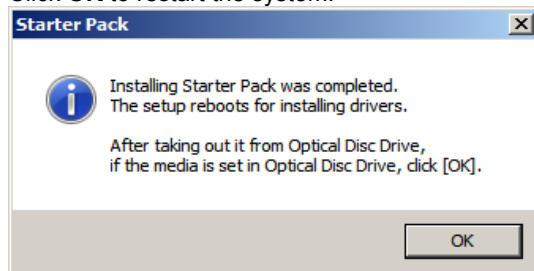 Click OK to restart the system.
Starter Pack
Installing Starter Pack was completed.
The setup reboots for installing drivers.
After taking out it from Optical Disc Drive,
if the media is set in Optical Disc Drive, click [OK].
OK